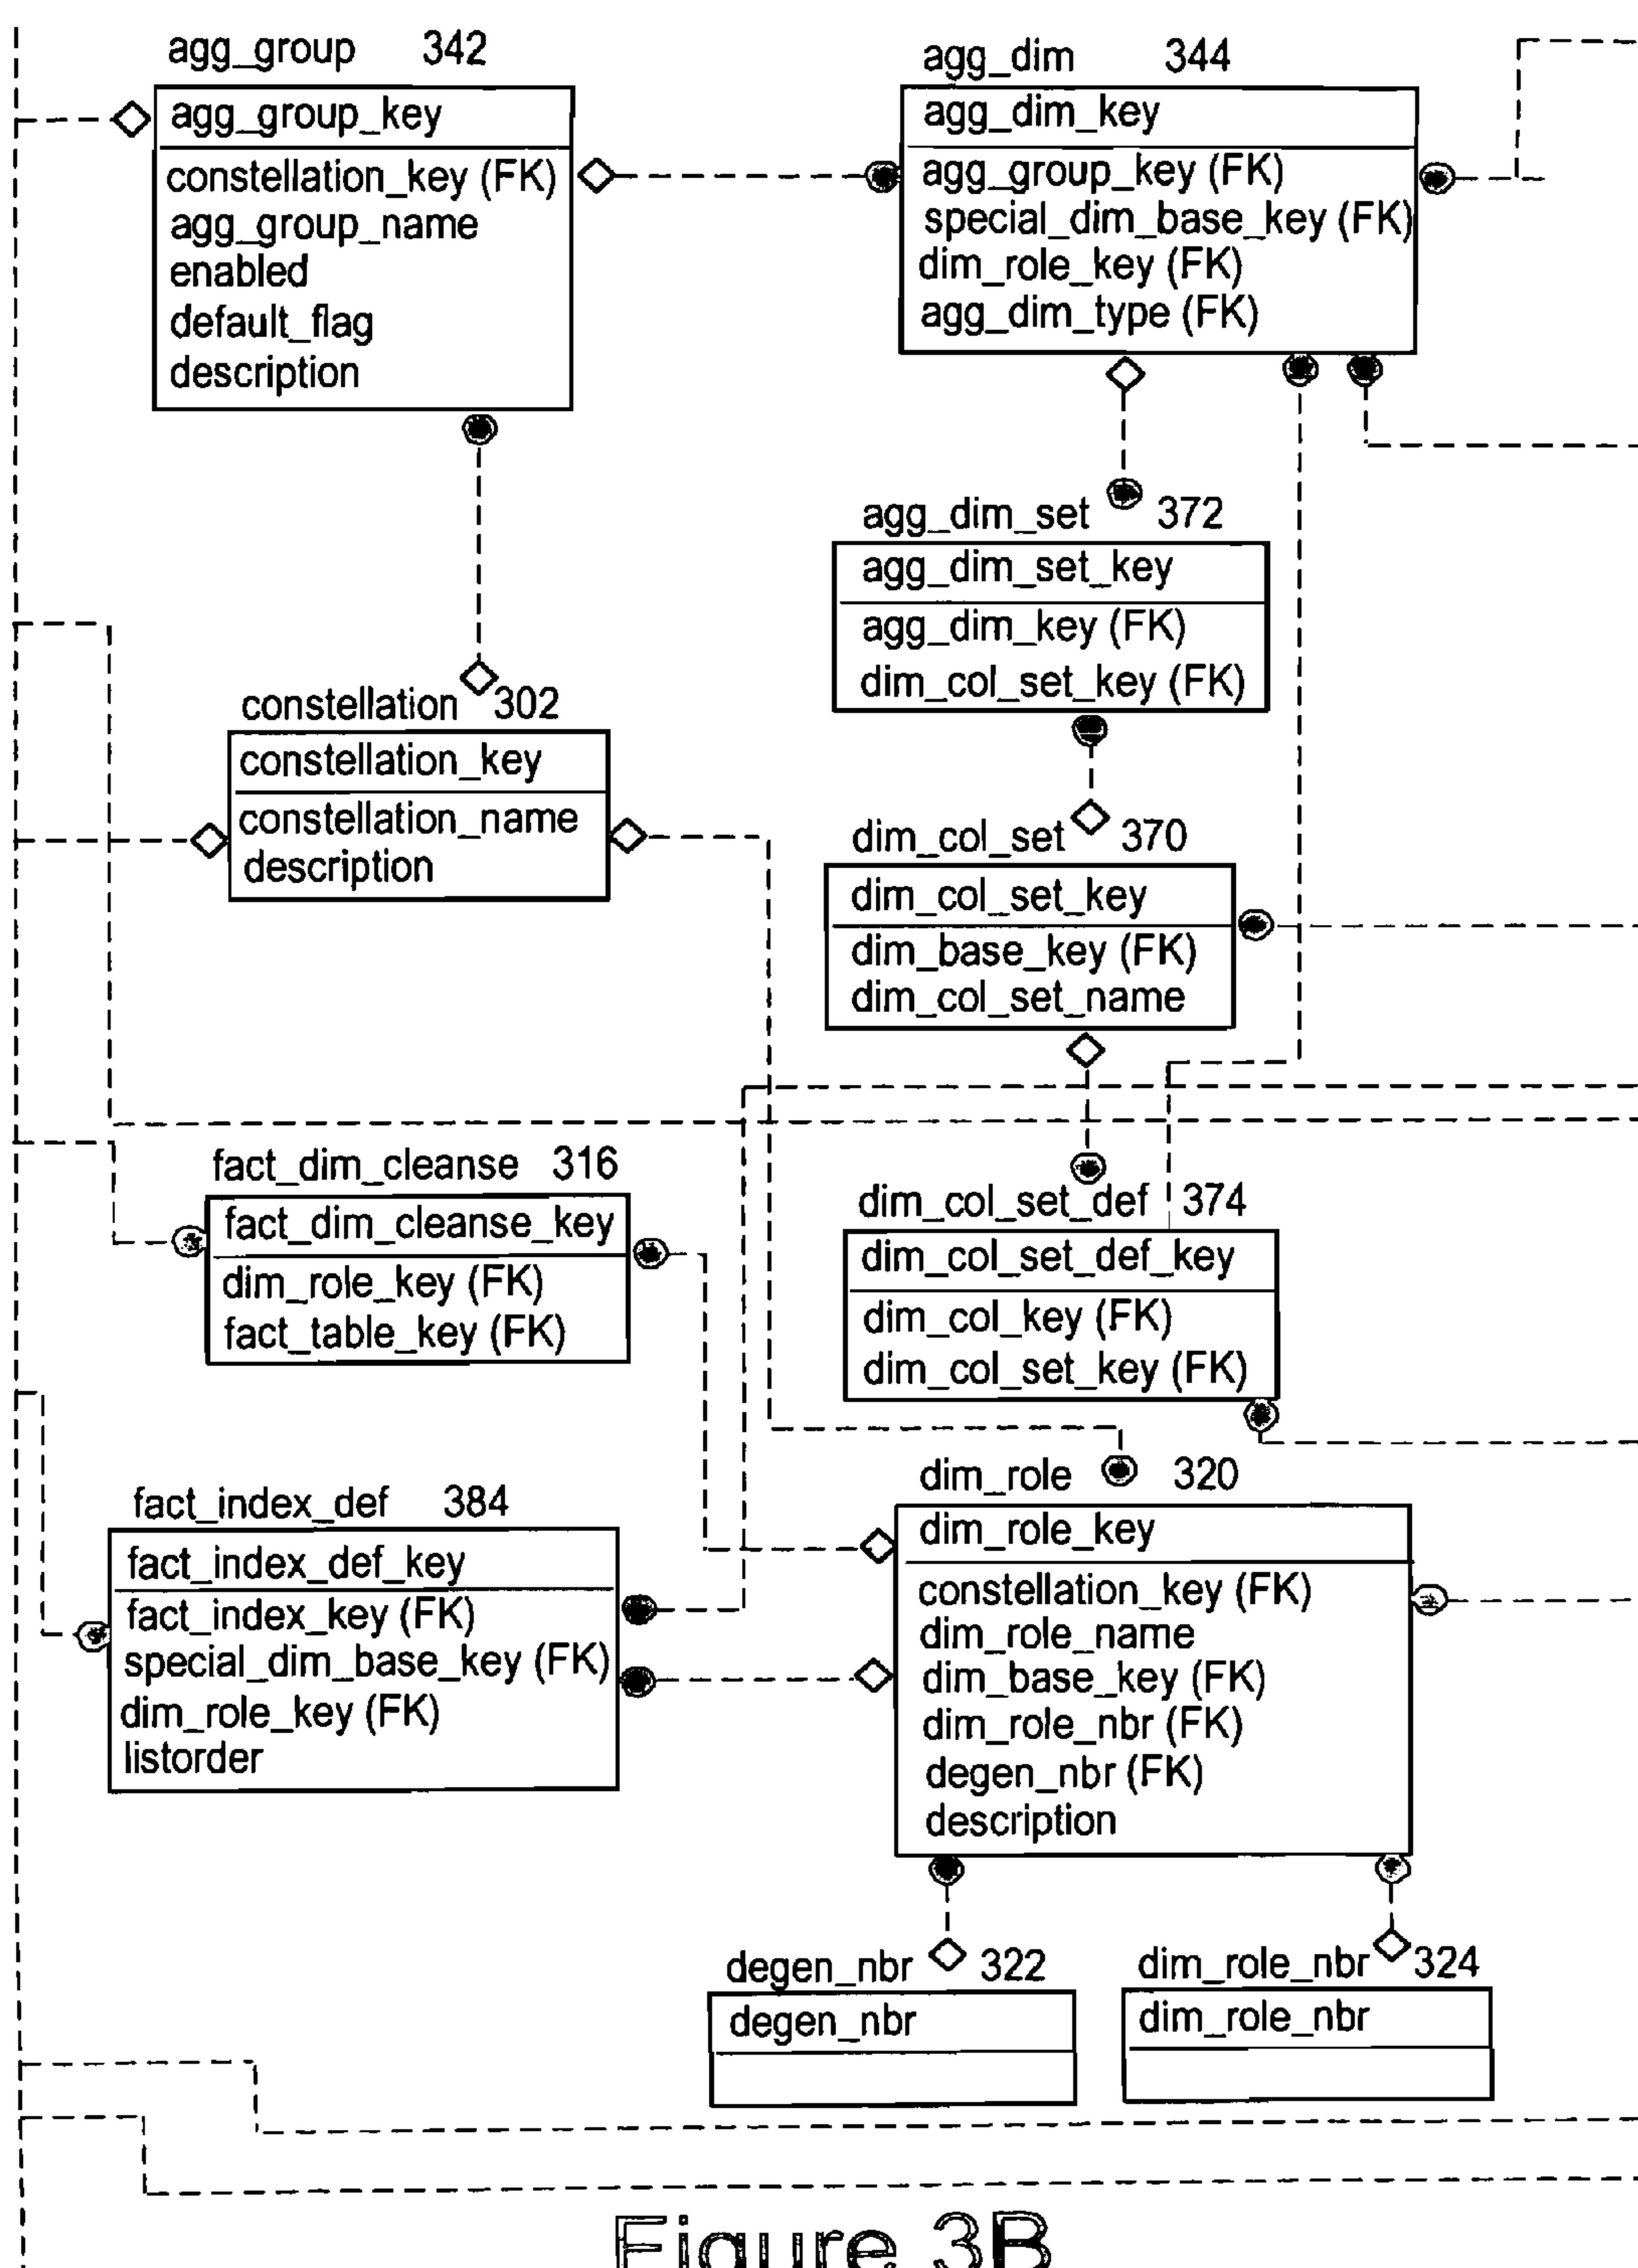 agg_group 342
agg_group_key
constellation_key (FK)
agg_group_name
enabled
default_flag
description
agg_dim 344
agg_dim_key
agg_group_key (FK)
special_dim_base_key (FK)
dim_role_key (FK)
agg_dim_type (FK)
agg_dim_set 372
agg_dim_set_key
agg_dim_key (FK)
dim_col_set_key (FK)
constellation 302
constellation_key
constellation_name
description
dim_col_set 370
dim_col_set_key
dim_base_key (FK)
dim_col_set_name
fact_dim_cleanse 316
fact_dim_cleanse_key
dim_role_key (FK)
fact_table_key (FK)
dim_col_set_def 374
dim_col_set_def_key
dim_col_key (FK)
dim_col_set_key (FK)
fact_index_def 384
fact_index_def_key
fact_index_key (FK)
special_dim_base_key (FK)
dim_role_key (FK)
listorder
dim_role 320
dim_role_key
constellation_key (FK)
dim_role_name
dim_base_key (FK)
dim_role_nbr (FK)
degen_nbr (FK)
description
degen_nbr 322
degen_nbr
dim_role_nbr 324
dim_role_nbr
Figure 3B